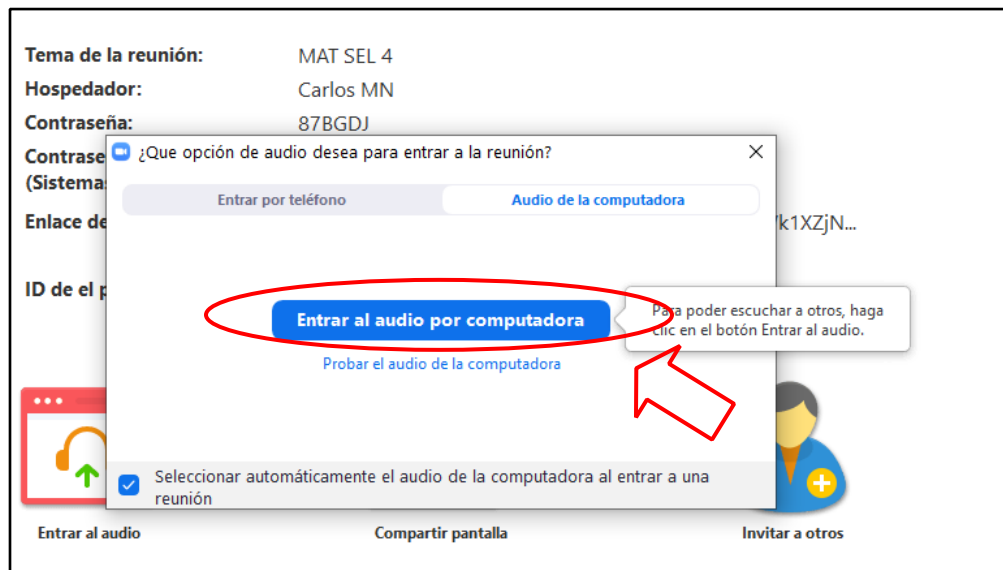 Tema de la reunión: MAT SEL 4
Hospedador: Carlos MN
Contraseña: 87BGDJ
Contrase
(Sistema
Enlace de k1XZjN...
ID de el p
¿Que opción de audio desea para entrar a la reunión?
Entrar por teléfono Audio de la computadora
Entrar al audio por computadora
Para poder escuchar a otros, haga
clic en el botón Entrar al audio.
Probar el audio de la computadora
Seleccionar automáticamente el audio de la computadora al entrar a una
reunión
Entrar al audio Compartir pantalla Invitar a otros